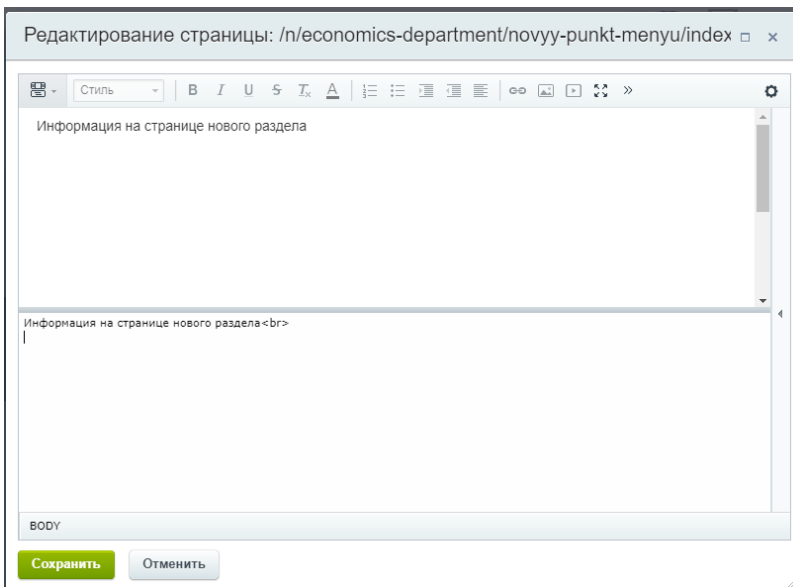 Редактирование страницы: /n/economics-department/novyy-punkt-menyu/index
Стиль
B I U S Tx A
Информация на странице нового раздела
Информация на странице нового раздела<br>
BODY
Сохранить Отменить